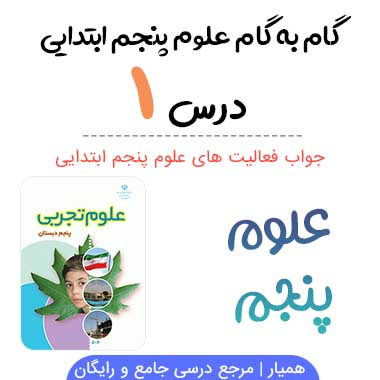 گام به گام علوم پنجم ابتدایی
درس ۱
جواب فعالیت های علوم پنجم ابتدایی
علوم تجربی
پنجم دبستان
علوم
پنجم
همیار | مرجع درسی جامع و رایگان